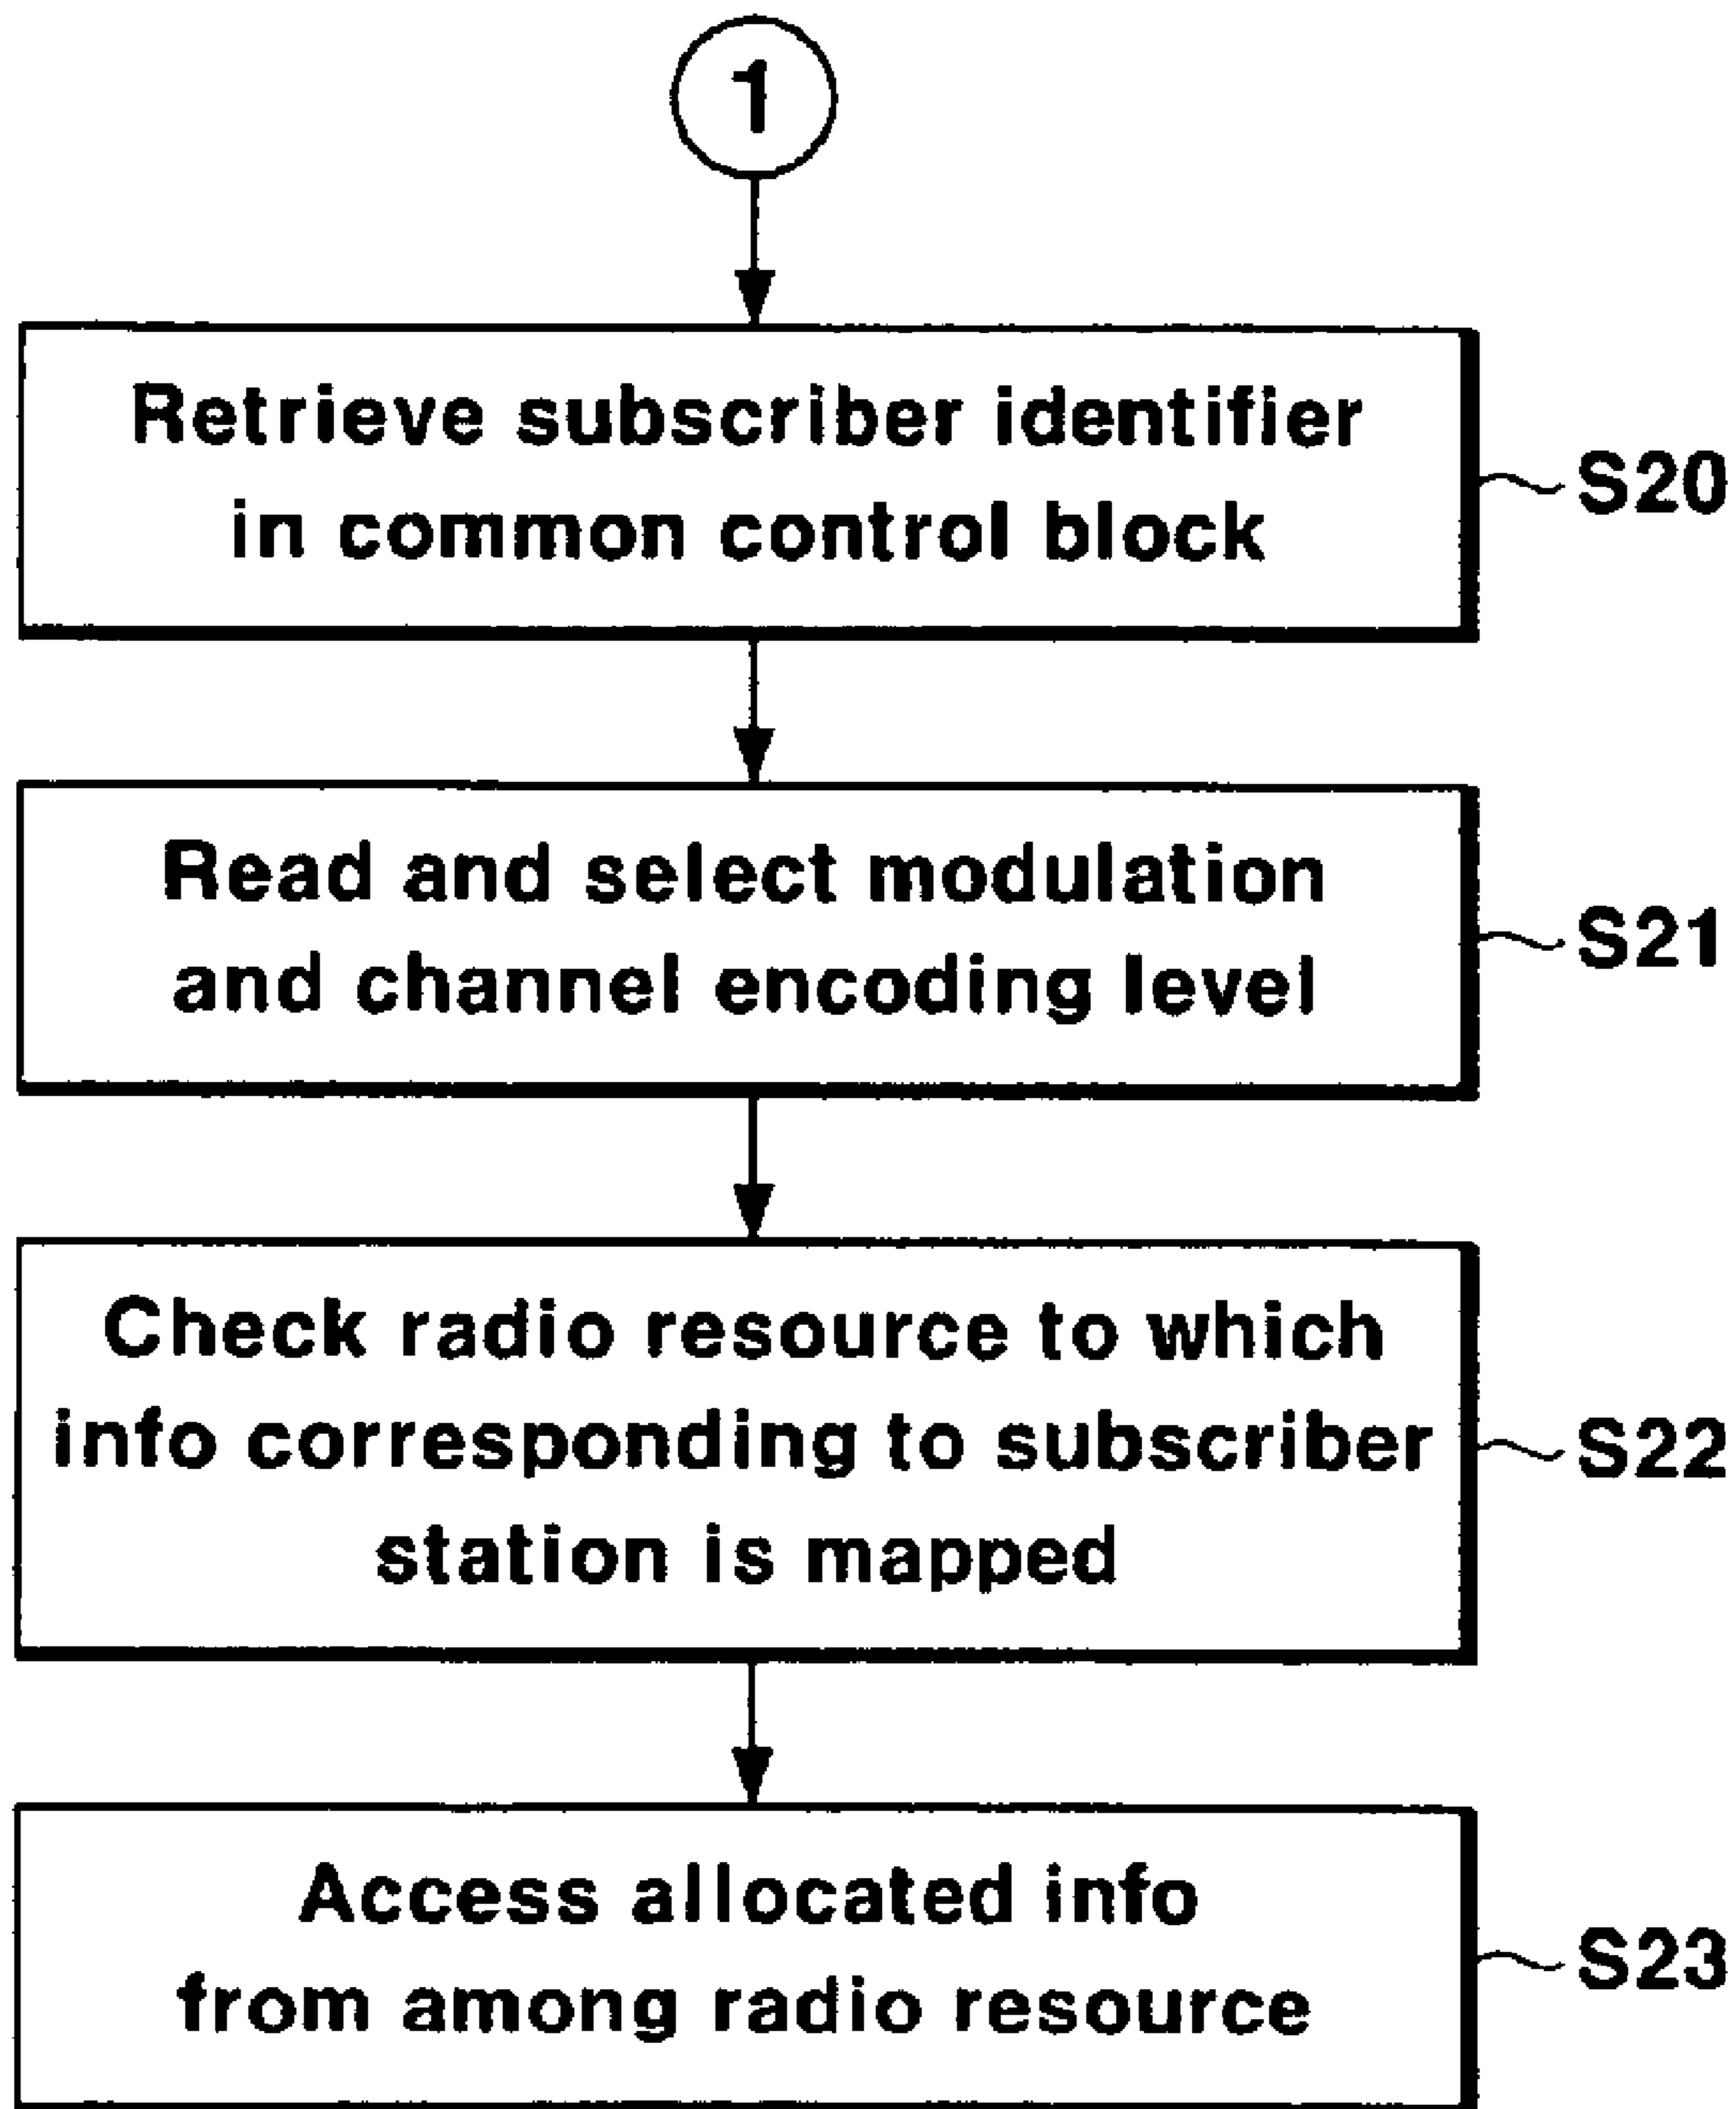 1
Retrieve subscriber identifier
in common control block
S20
Read and select modulation
and channel encoding level
S21
Check radio resource to which
info corresponding to subscriber
station is mapped
S22
Access allocated info
from among radio resource
S23